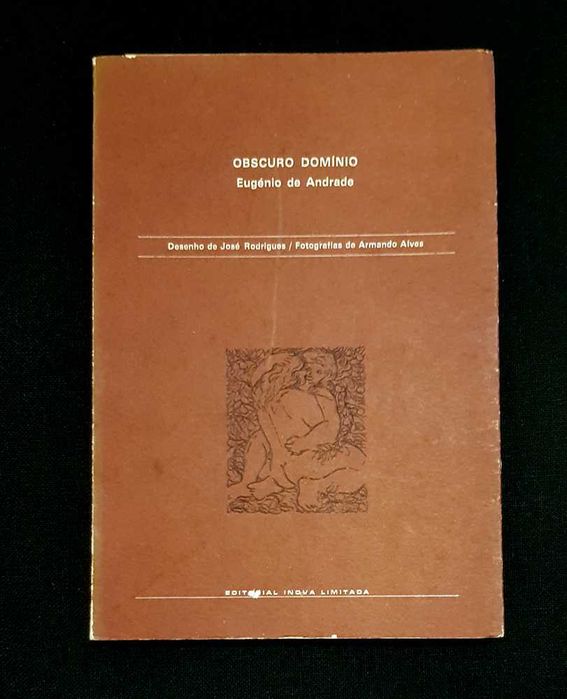 OBSCURO DOMÍNIO
Eugénio de Andrade
Desenho de José Rodrigues / Fotografias de Armando Alves
EDITORIAL INOVA LIMITADA